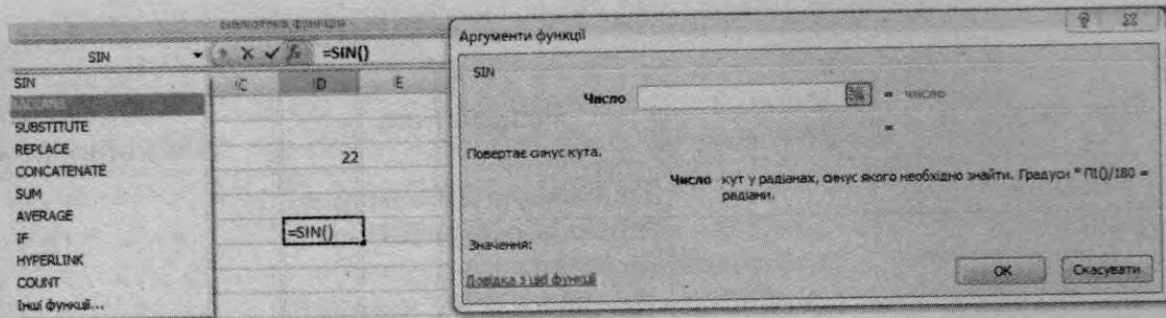 Бібліотека функцій
SIN =SIN()
SIN
SUBSTITUTE
REPLACE
CONCATENATE
SUM
AVERAGE
IF
HYPERLINK
COUNT
Інші функції...
C D E
22
=SIN()
Аргументи функції
SIN
Число = число
=
Повертає синус кута.
Число кут у радіанах, синус якого необхідно знайти. Градуси * ПІ()/180 =
радіани.
Значення:
Довідка з цієї функції
ОК Скасувати